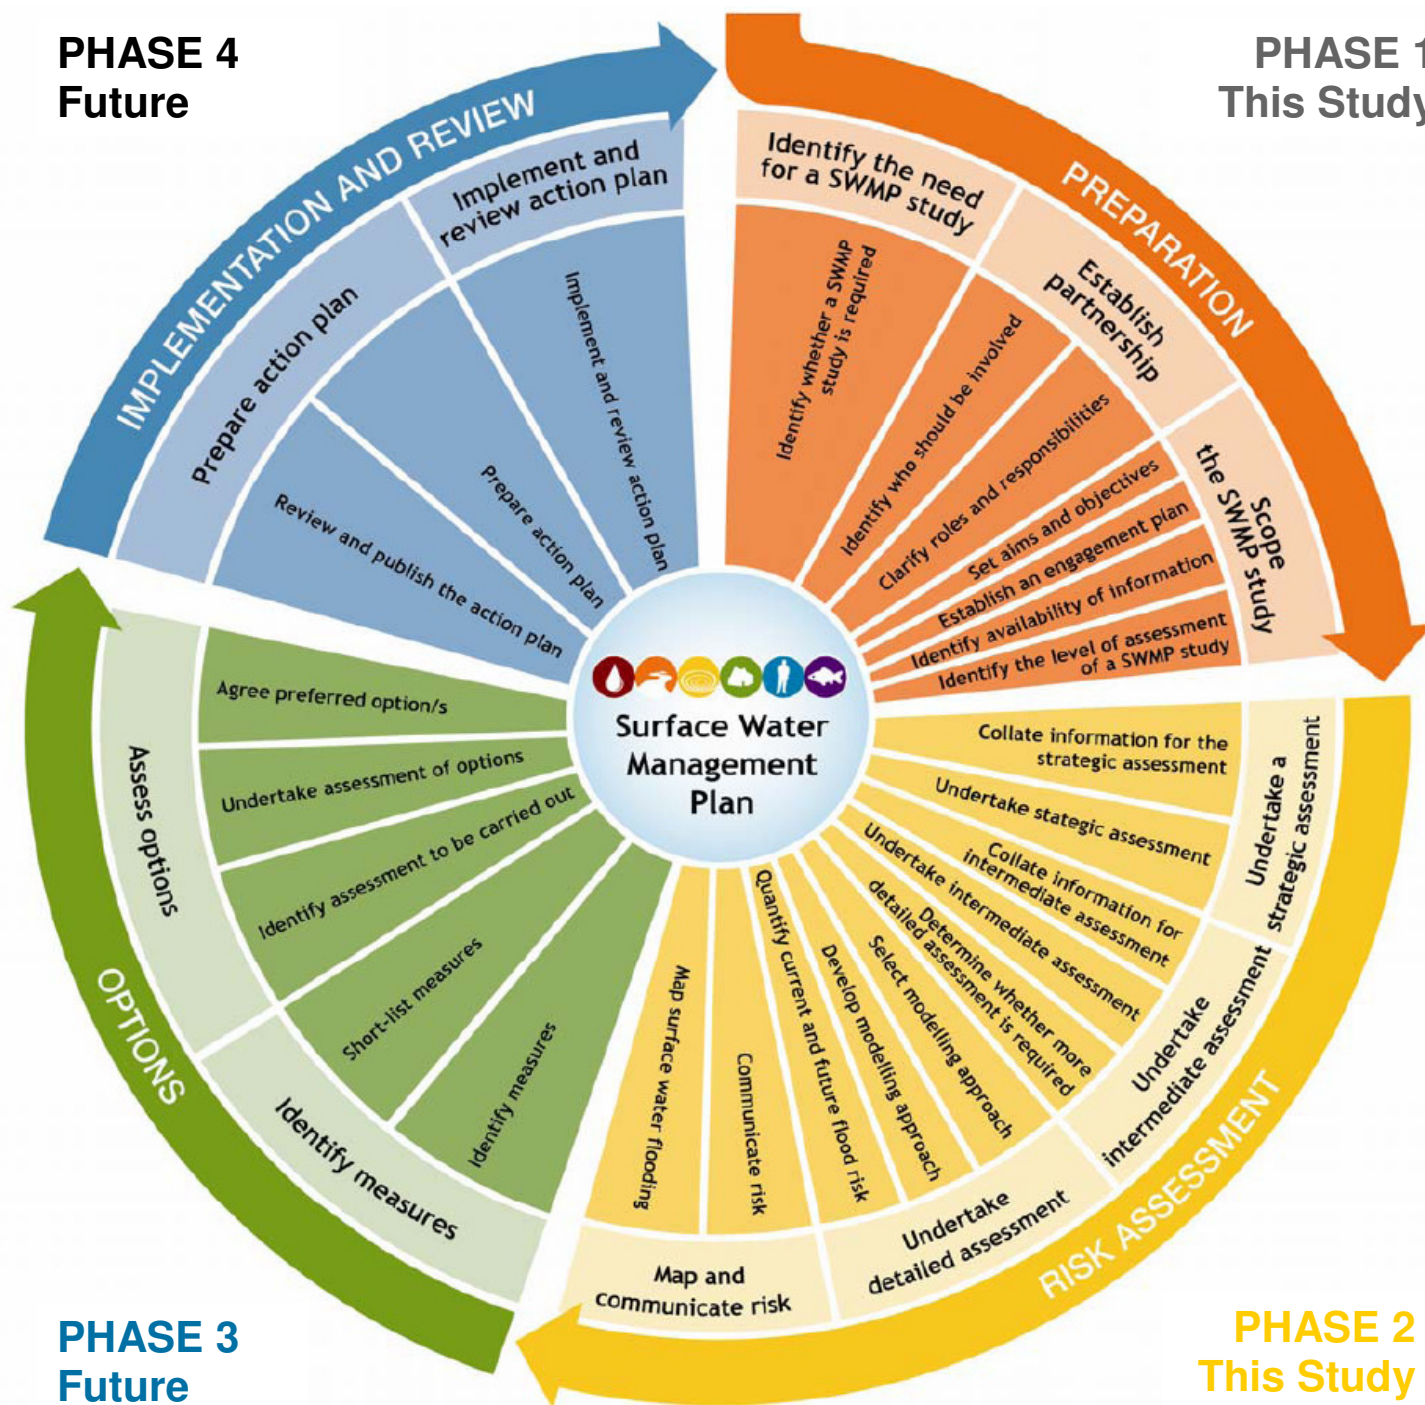 PHASE 4
Future
PHASE 1
This Study
IMPLEMENTATION AND REVIEW
PREPARATION
Identify the need
for a SWMP study
Identify whether a SWMP
study is required
Establish
partnership
Identify who should be involved
Clarify roles and responsibilities
Scope
the SWMP study
Set aims and objectives
Establish an engagement plan
Identify availability of information
Identify the level of assessment
of a SWMP study
Undertake a
strategic assessment
Collate information for the
strategic assessment
Undertake stategic assessment
Undertake
intermediate assessment
Collate information for
intermediate assessment
Undertake intermediate assessment
Determine whether more
detailed assessment is required
RISK ASSESSMENT
Undertake
detailed assessment
Select modelling approach
Develop modelling approach
Quantify current and future flood risk
Map and
communicate risk
Communicate risk
Map surface water flooding
OPTIONS
Identify measures
Identify measures
Short-list measures
Assess options
Identify assessment to be carried out
Undertake assessment of options
Agree preferred option/s
Prepare action plan
Review and publish the action plan
Prepare action plan
Implement and
review action plan
Implement and review action plan
Surface Water
Management
Plan
PHASE 3
Future
PHASE 2
This Study